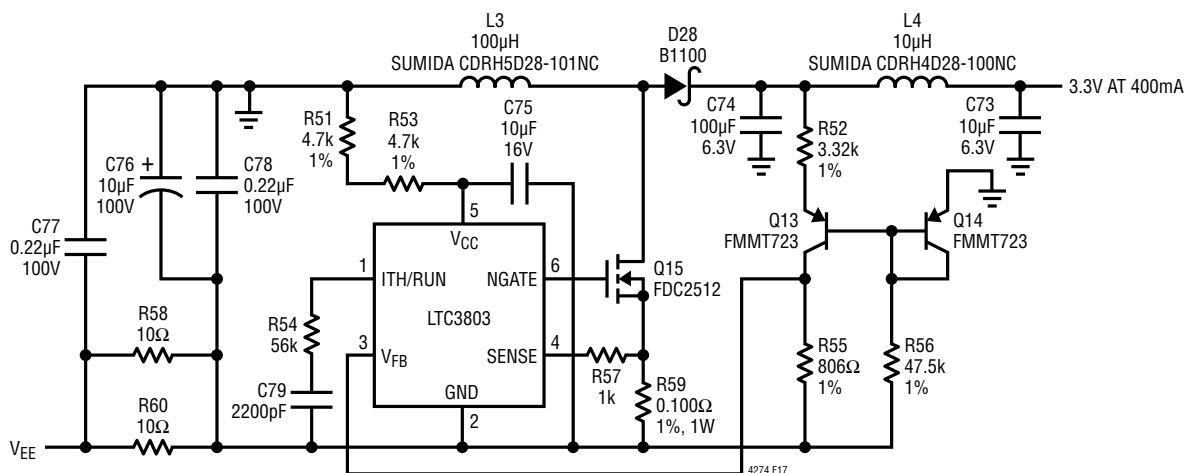 L3
100µH
SUMIDA CDRH5D28-101NC
D28
B1100
L4
10µH
SUMIDA CDRH4D28-100NC
3.3V AT 400mA
C77
0.22µF
100V
C76
10µF
100V
+
C78
0.22µF
100V
R51
4.7k
1%
R53
4.7k
1%
C75
10µF
16V
C74
100µF
6.3V
R52
3.32k
1%
C73
10µF
6.3V
Q13
FMMT723
Q14
FMMT723
5
VCC
1
ITH/RUN
NGATE
6
Q15
FDC2512
LTC3803
R54
56k
3
VFB
SENSE
4
GND
2
R57
1k
C79
2200pF
R58
10Ω
R60
10Ω
R59
0.100Ω
1%, 1W
R55
806Ω
1%
R56
47.5k
1%
VEE
4274 F17